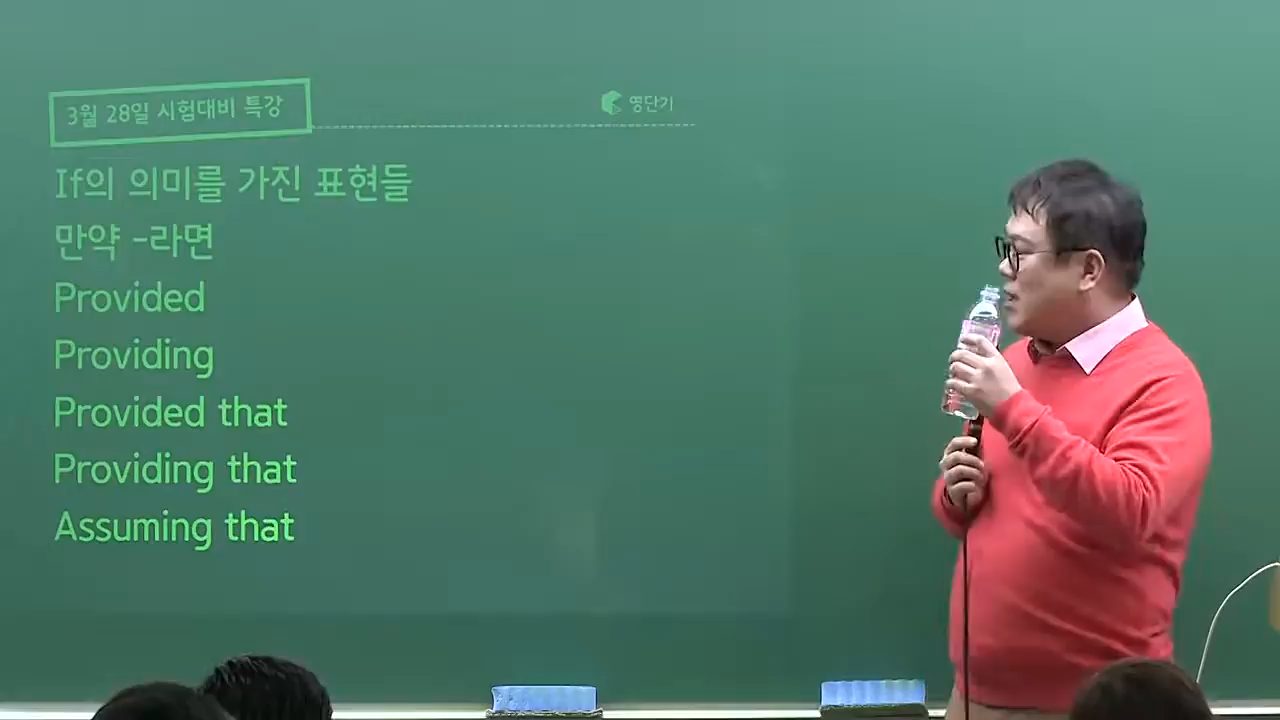 3월 28일 시험대비 특강
영단기
If의 의미를 가진 표현들
만약 -라면
Provided
Providing
Provided that
Providing that
Assuming that